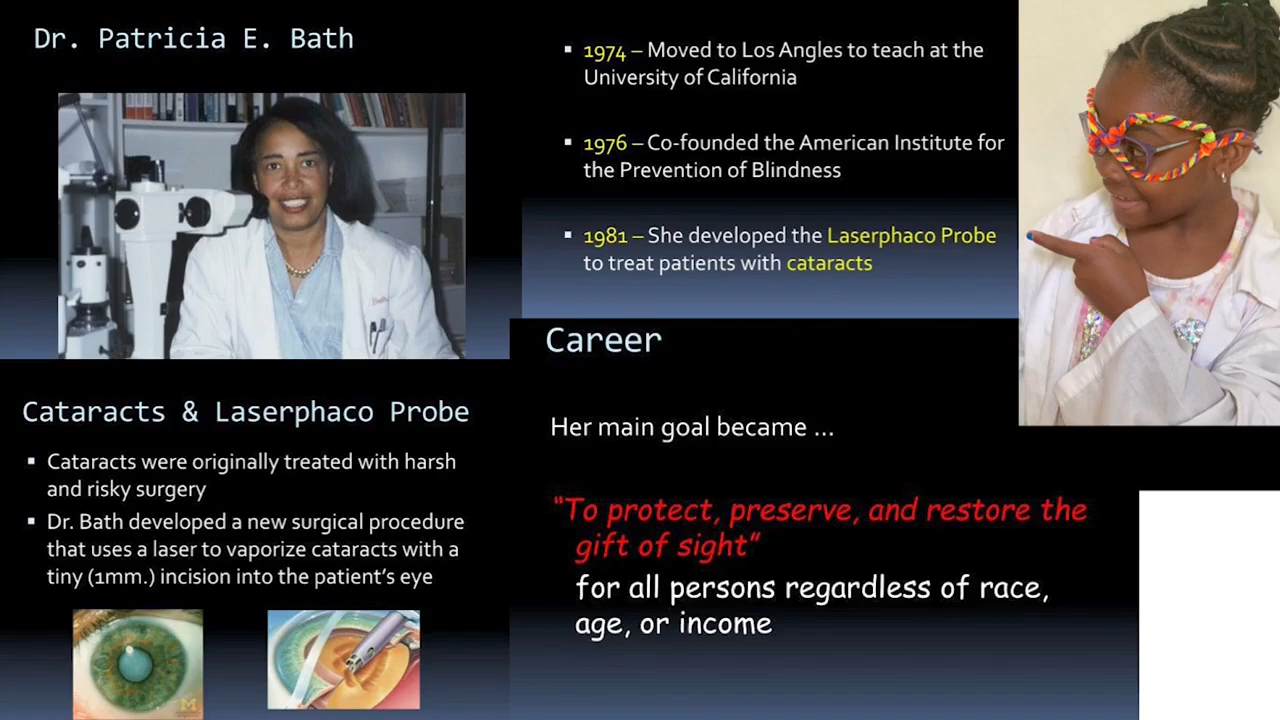 Dr. Patricia E. Bath
▪ 1974 – Moved to Los Angles to teach at the
University of California
▪ 1976 – Co-founded the American Institute for
the Prevention of Blindness
▪ 1981 – She developed the Laserphaco Probe
to treat patients with cataracts
Cataracts & Laserphaco Probe
▪ Cataracts were originally treated with harsh
and risky surgery
▪ Dr. Bath developed a new surgical procedure
that uses a laser to vaporize cataracts with a
tiny (1mm.) incision into the patient's eye
M
Career
Her main goal became ...
“To protect, preserve, and restore the
gift of sight”
for all persons regardless of race,
age, or income